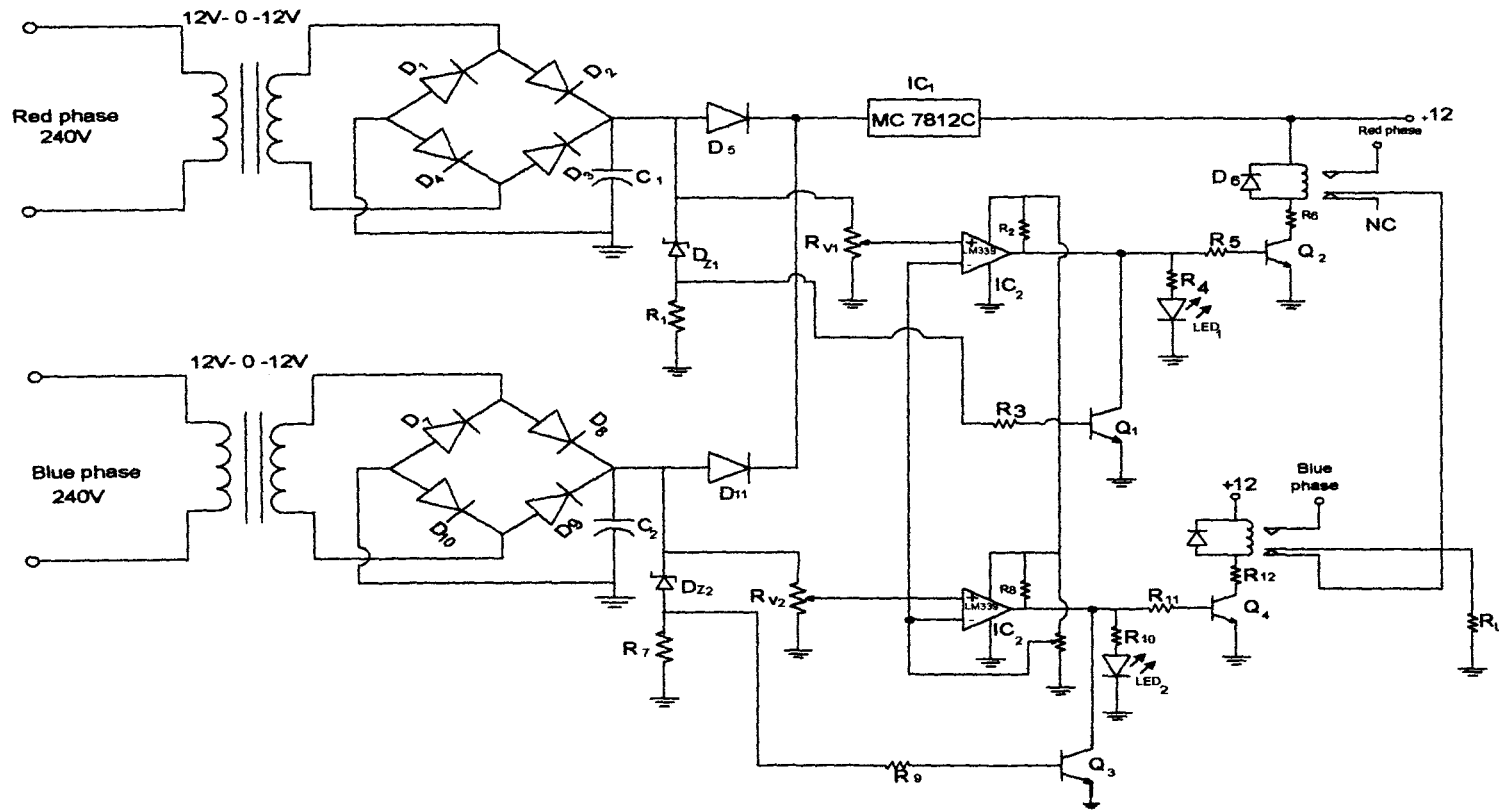 12V- 0 -12V
Red phase
240V
D1
D2
D4
D3
C1
D5
IC1
MC 7812C
+12
Red phase
D6
R6
NC
DZ1
RV1
R1
R2
+
LM339
-
IC2
R5
Q2
R4
LED1
R3
Q1
12V- 0 -12V
Blue phase
240V
D7
D8
D10
D9
C2
D11
DZ2
RV2
R7
R8
+
LM339
-
IC2
R11
Q4
R10
LED2
+12
Blue
phase
R12
RL
R9
Q3